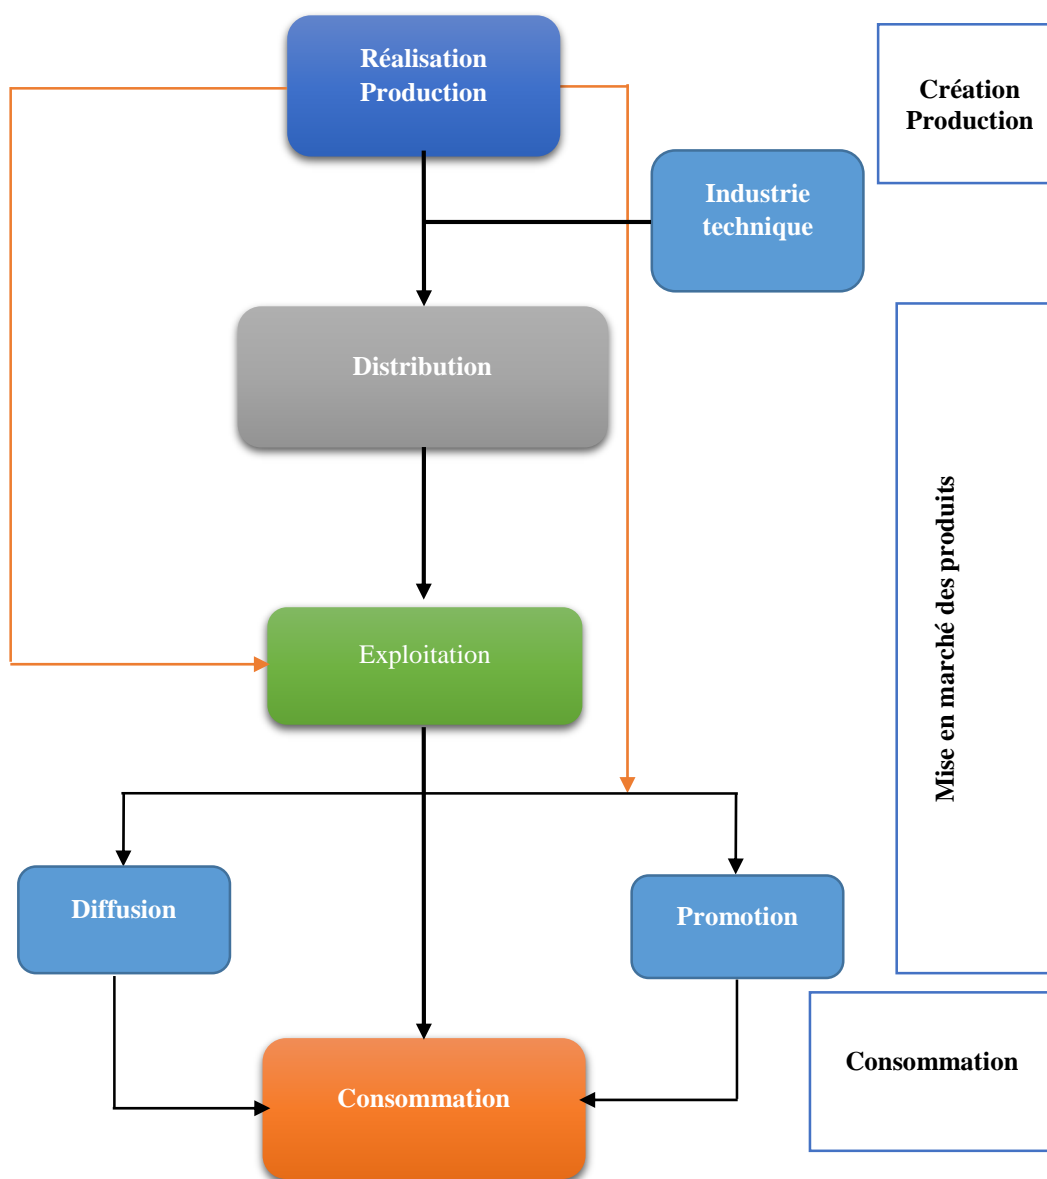 Réalisation
Production
Création
Production
Industrie
technique
Distribution
Mise en marché des produits
Exploitation
Diffusion
Promotion
Consommation
Consommation